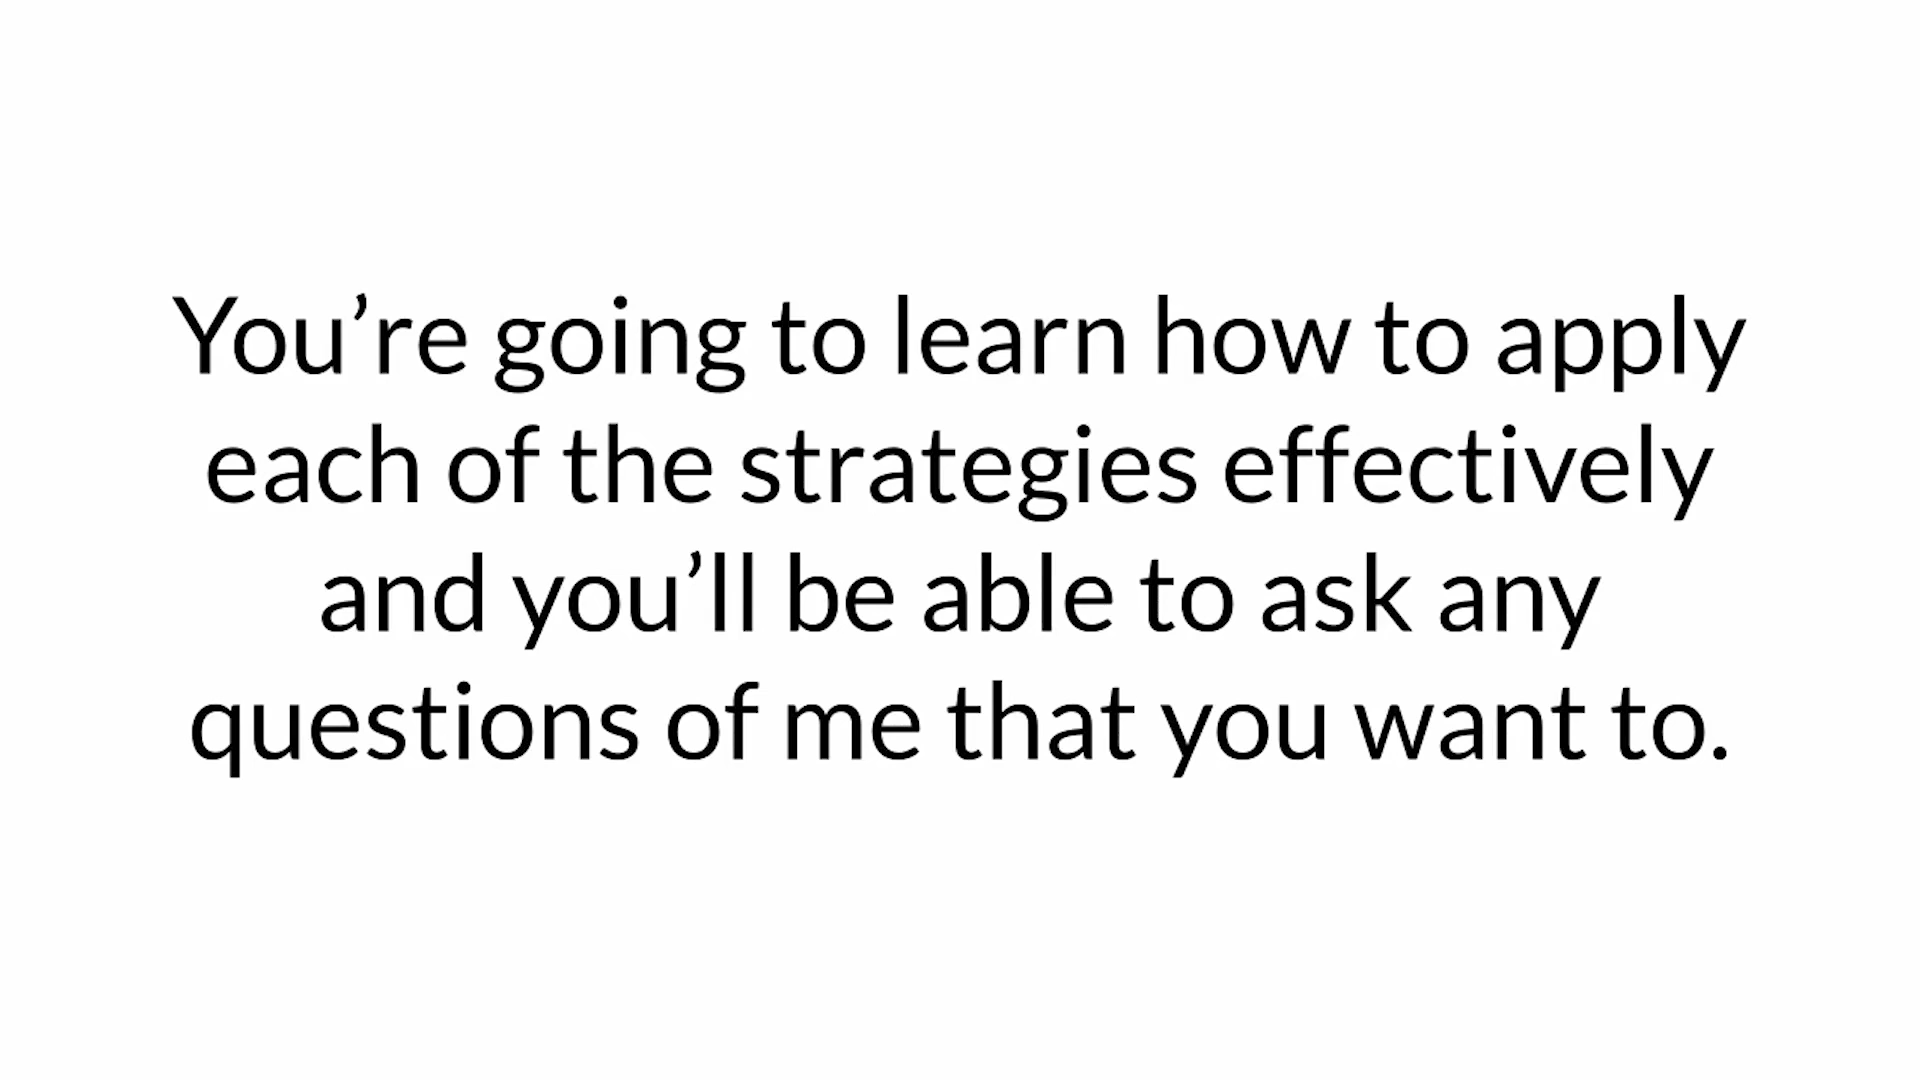 You’re going to learn how to apply
each of the strategies effectively
and you’ll be able to ask any
questions of me that you want to.